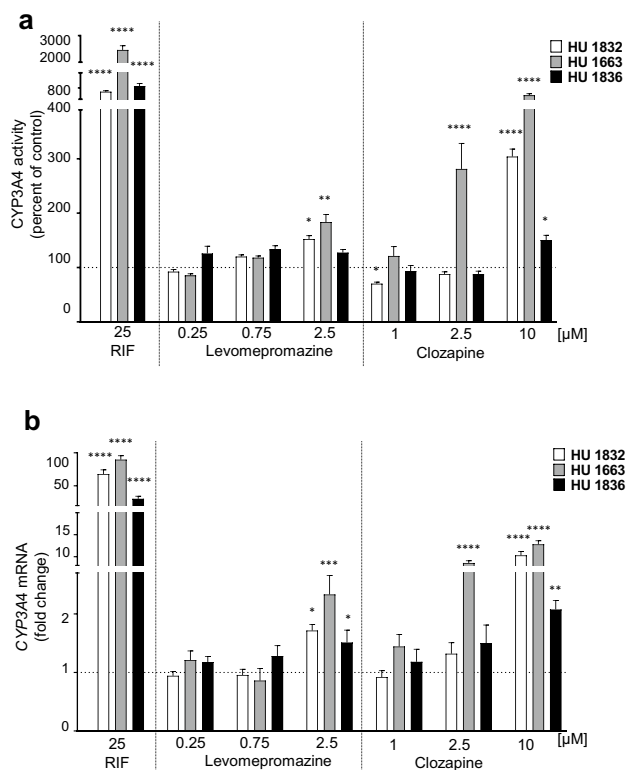 a
HU 1832
HU 1663
HU 1836
CYP3A4 activity
(percent of control)
3000
2000
800
400
300
200
100
0
****
****
****
*
**
*
****
****
****
*
25
0.25
0.75
2.5
1
2.5
10
[µM]
RIF
Levomepromazine
Clozapine
b
HU 1832
HU 1663
HU 1836
CYP3A4 mRNA
(fold change)
100
50
15
10
2
1
0
****
****
****
*
***
*
****
****
****
**
25
0.25
0.75
2.5
1
2.5
10
[µM]
RIF
Levomepromazine
Clozapine